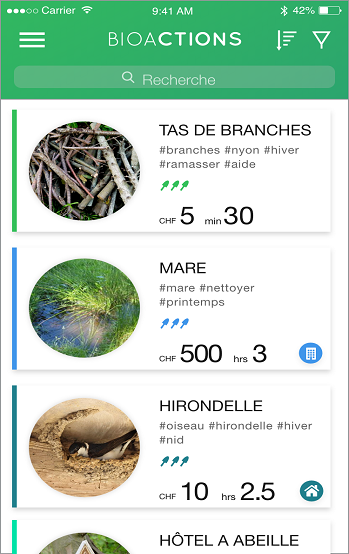 Carrier 9:41 AM 42%
BIOACTIONS
Recherche
TAS DE BRANCHES
#branches #nyon #hiver
#ramasser #aide
CHF 5 min 30
MARE
#mare #nettoyer
#printemps
CHF 500 hrs 3
HIRONDELLE
#oiseau #hirondelle #hiver
#nid
CHF 10 hrs 2.5
HÔTEL A ABEILLE